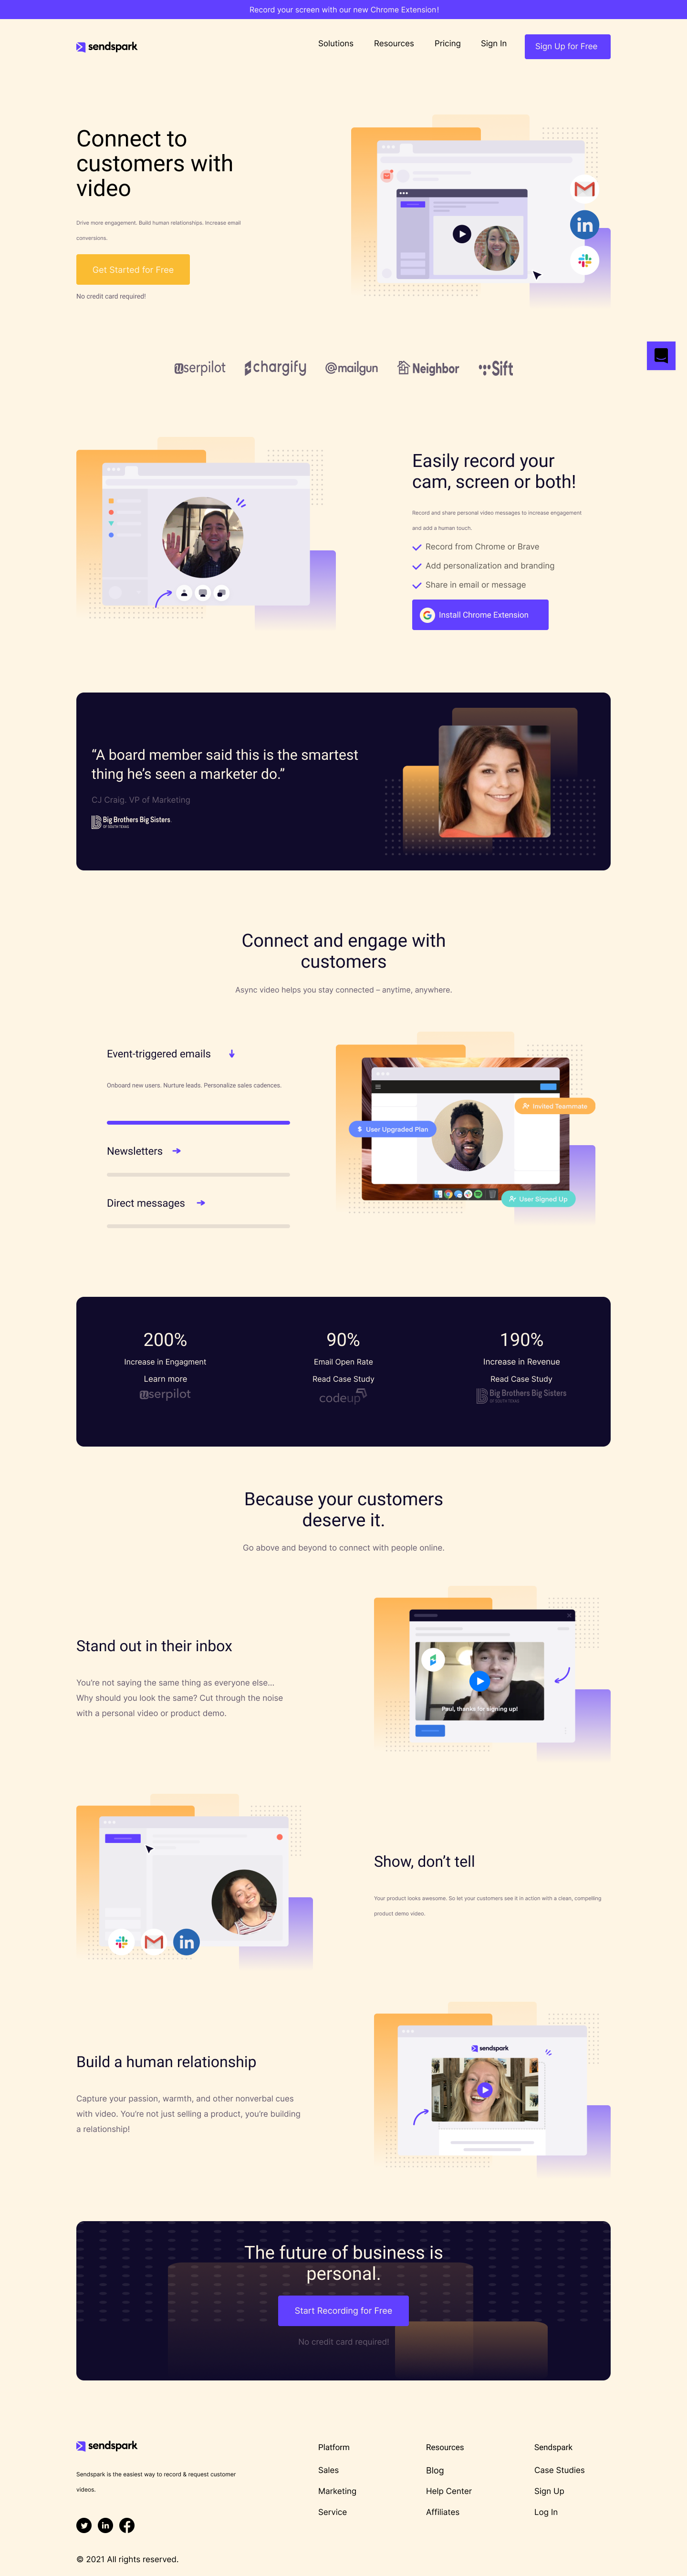 Record your screen with our new Chrome Extension!
sendspark
Solutions
Resources
Pricing
Sign In
Sign Up for Free
Connect to
customers with
video
Drive more engagement. Build human relationships. Increase email
conversions.
Get Started for Free
No credit card required!
userpilot
chargify
@mailgun
Neighbor
Sift
Easily record your
cam, screen or both!
Record and share personal video messages to increase engagement
and add a human touch.
Record from Chrome or Brave
Add personalization and branding
Share in email or message
Install Chrome Extension
“A board member said this is the smartest
thing he’s seen a marketer do.”
CJ Craig. VP of Marketing
Big Brothers Big Sisters.
OF SOUTH TEXAS
Connect and engage with
customers
Async video helps you stay connected – anytime, anywhere.
Event-triggered emails
Onboard new users. Nurture leads. Personalize sales cadences.
Newsletters
Direct messages
Invited Teammate
$ User Upgraded Plan
User Signed Up
200%
Increase in Engagment
Learn more
userpilot
90%
Email Open Rate
Read Case Study
codeup
190%
Increase in Revenue
Read Case Study
Big Brothers Big Sisters
OF SOUTH TEXAS
Because your customers
deserve it.
Go above and beyond to connect with people online.
Stand out in their inbox
You’re not saying the same thing as everyone else...
Why should you look the same? Cut through the noise
with a personal video or product demo.
Paul, thanks for signing up!
Show, don’t tell
Your product looks awesome. So let your customers see it in action with a clean, compelling
product demo video.
Build a human relationship
Capture your passion, warmth, and other nonverbal cues
with video. You’re not just selling a product, you’re building
a relationship!
sendspark
The future of business is
personal.
Start Recording for Free
No credit card required!
sendspark
Sendspark is the easiest way to record & request customer
videos.
Platform
Sales
Marketing
Service
Resources
Blog
Help Center
Affiliates
Sendspark
Case Studies
Sign Up
Log In
© 2021 All rights reserved.